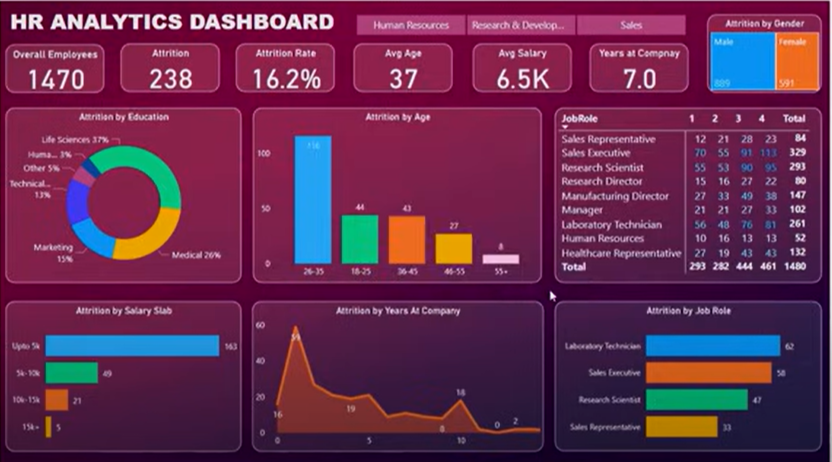 HR ANALYTICS DASHBOARD
Human Resources
Research & Develop...
Sales
Attrition by Gender
Male
Female
889
591
Overall Employees
1470
Attrition
238
Attrition Rate
16.2%
Avg Age
37
Avg Salary
6.5K
Years at Compnay
7.0
Attrition by Education
Life Sciences 37%
Huma... 3%
Other 5%
Technical...
13%
Marketing
15%
Medical 26%
Attrition by Age
100
50
0
116
44
43
27
8
26-35 18-25 36-45 46-55 55+
JobRole 1 2 3 4 Total
Sales Representative 12 21 28 23 84
Sales Executive 70 55 91 113 329
Research Scientist 55 53 90 95 293
Research Director 15 16 27 22 80
Manufacturing Director 27 33 49 38 147
Manager 21 21 27 33 102
Laboratory Technician 56 48 76 81 261
Human Resources 10 16 13 13 52
Healthcare Representative 27 19 43 43 132
Total 293 282 444 461 1480
Attrition by Salary Slab
Upto 5k 163
5k-10k 49
10k-15k 21
15k+ 5
Attrition by Years At Company
60
40
20
0
16
59
19
8
18
0
2
0 5 10
Attrition by Job Role
Laboratory Technician 62
Sales Executive 58
Research Scientist 47
Sales Representative 33